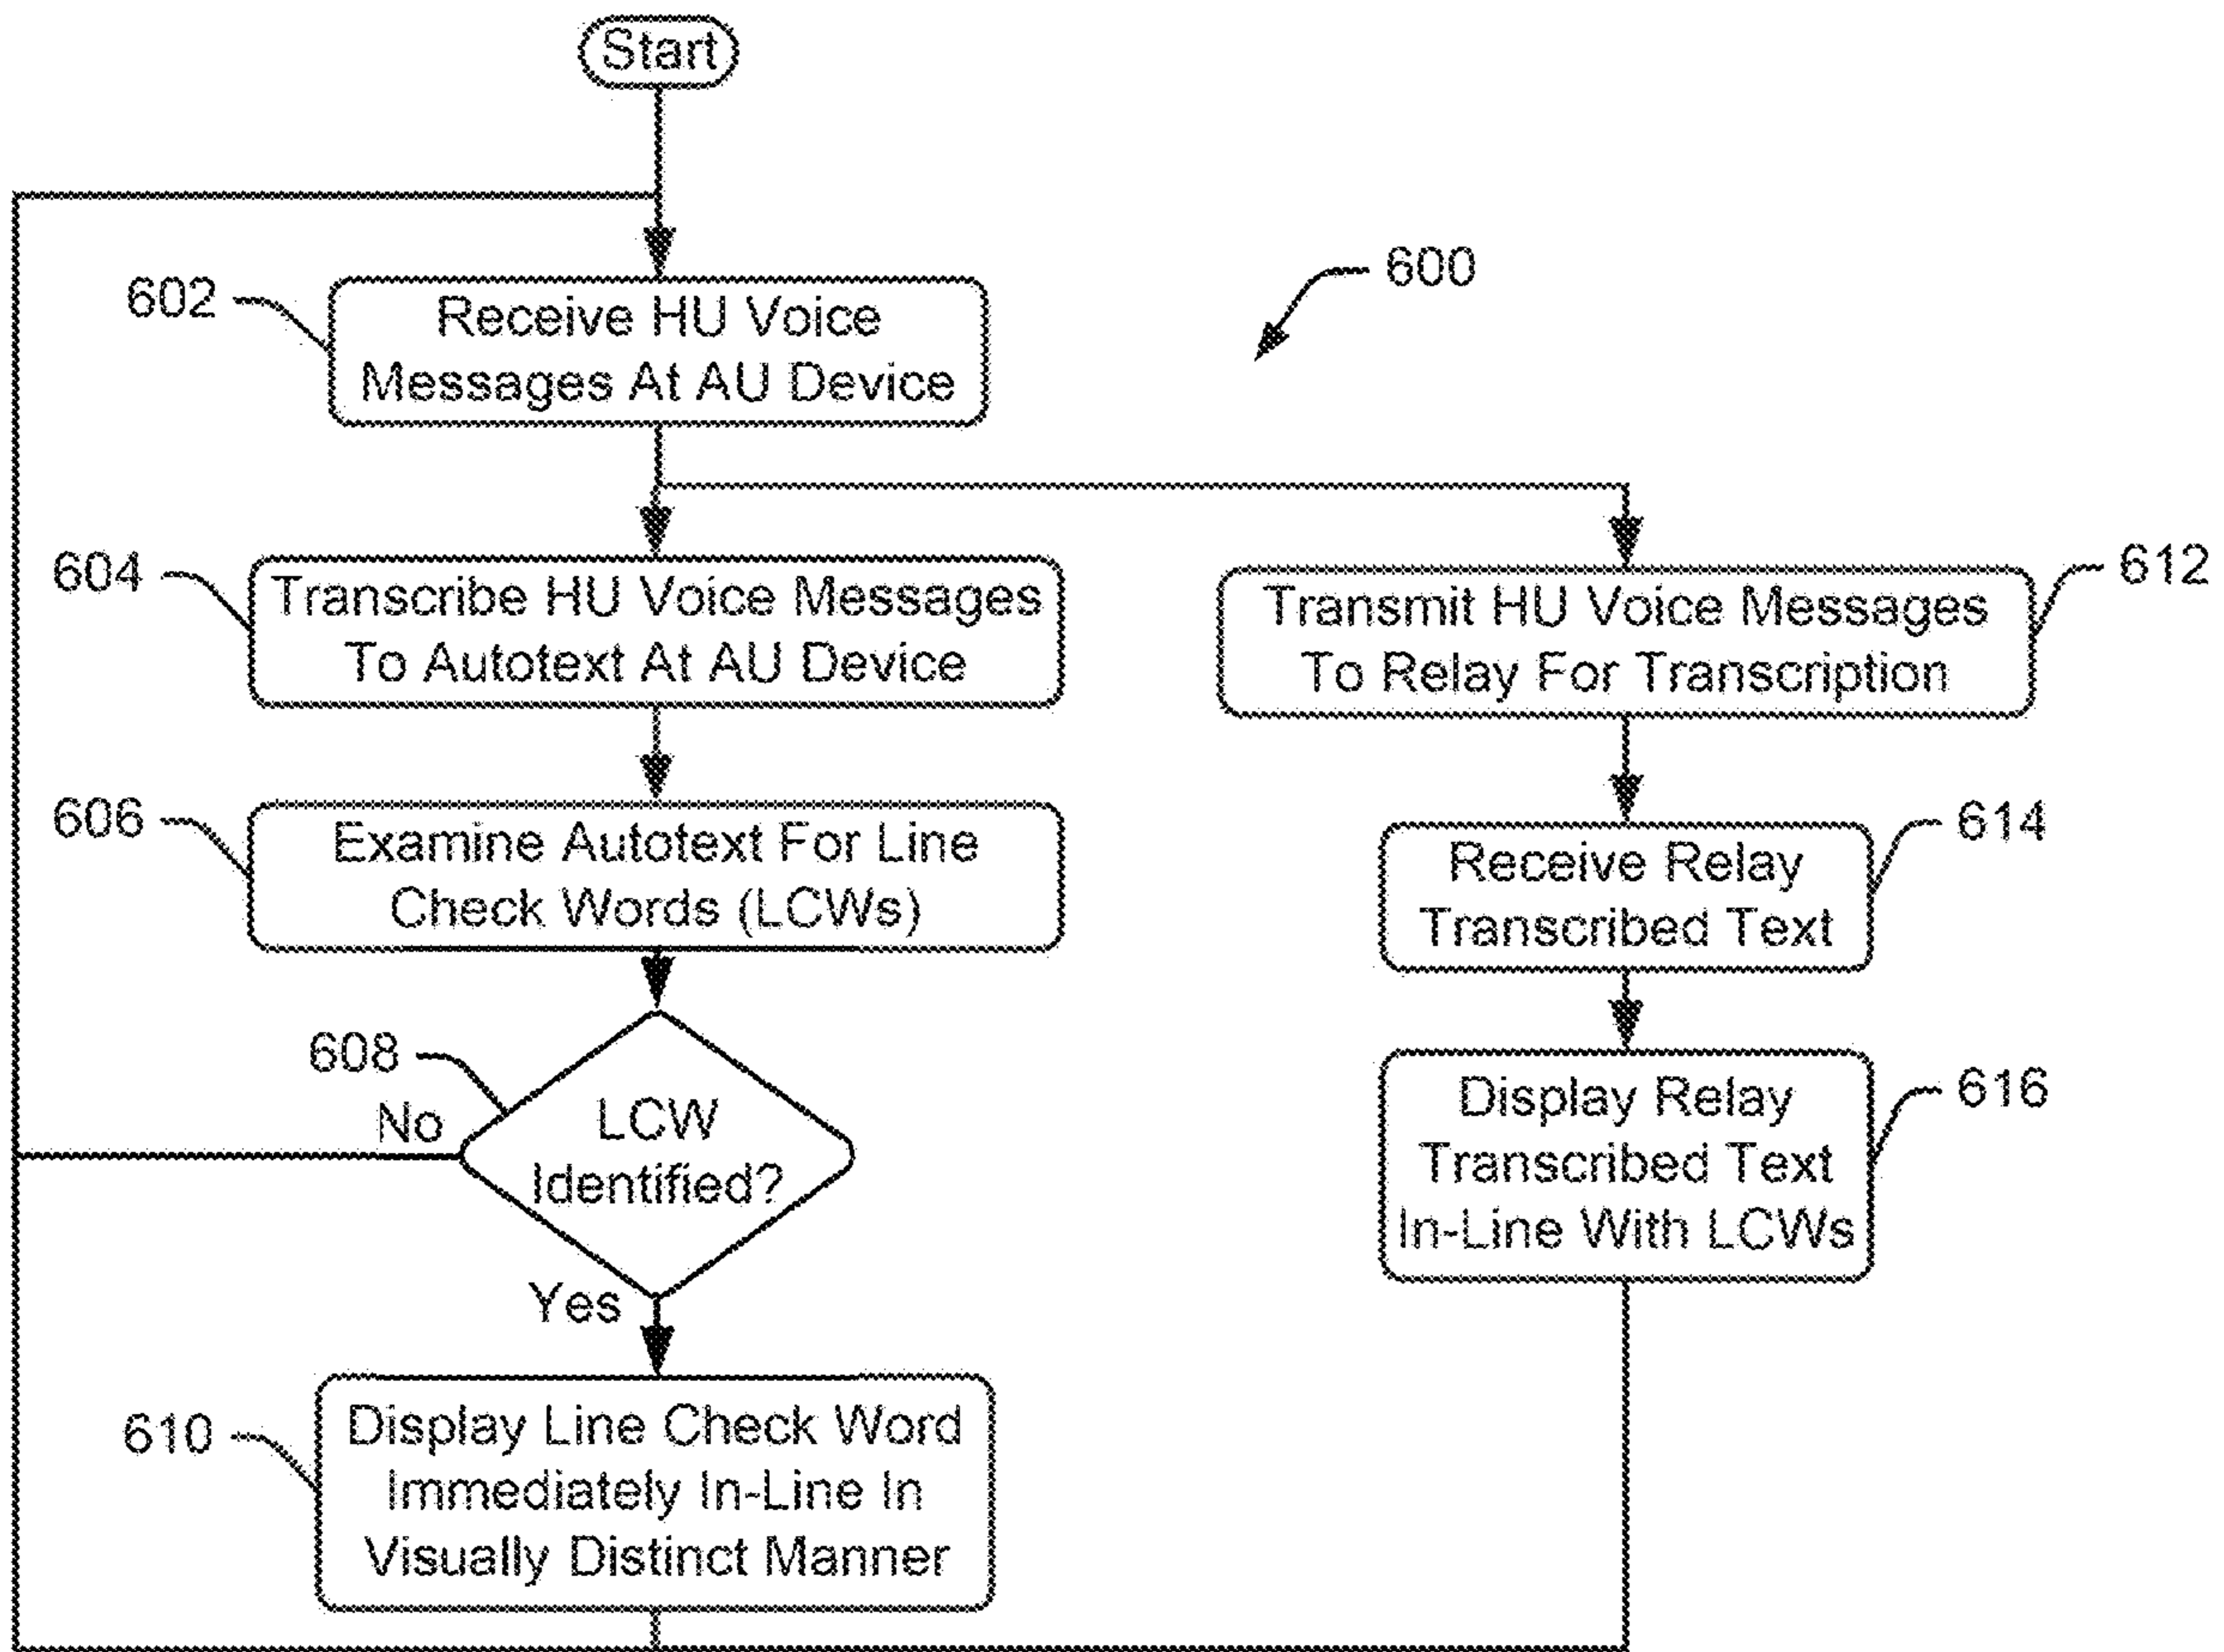 Start
600
602
Receive HU Voice
Messages At AU Device
604
Transcribe HU Voice Messages
To Autotext At AU Device
612
Transmit HU Voice Messages
To Relay For Transcription
606
Examine Autotext For Line
Check Words (LCWs)
614
Receive Relay
Transcribed Text
608
No
LCW
Identified?
Yes
616
Display Relay
Transcribed Text
In-Line With LCWs
610
Display Line Check Word
Immediately In-Line In
Visually Distinct Manner